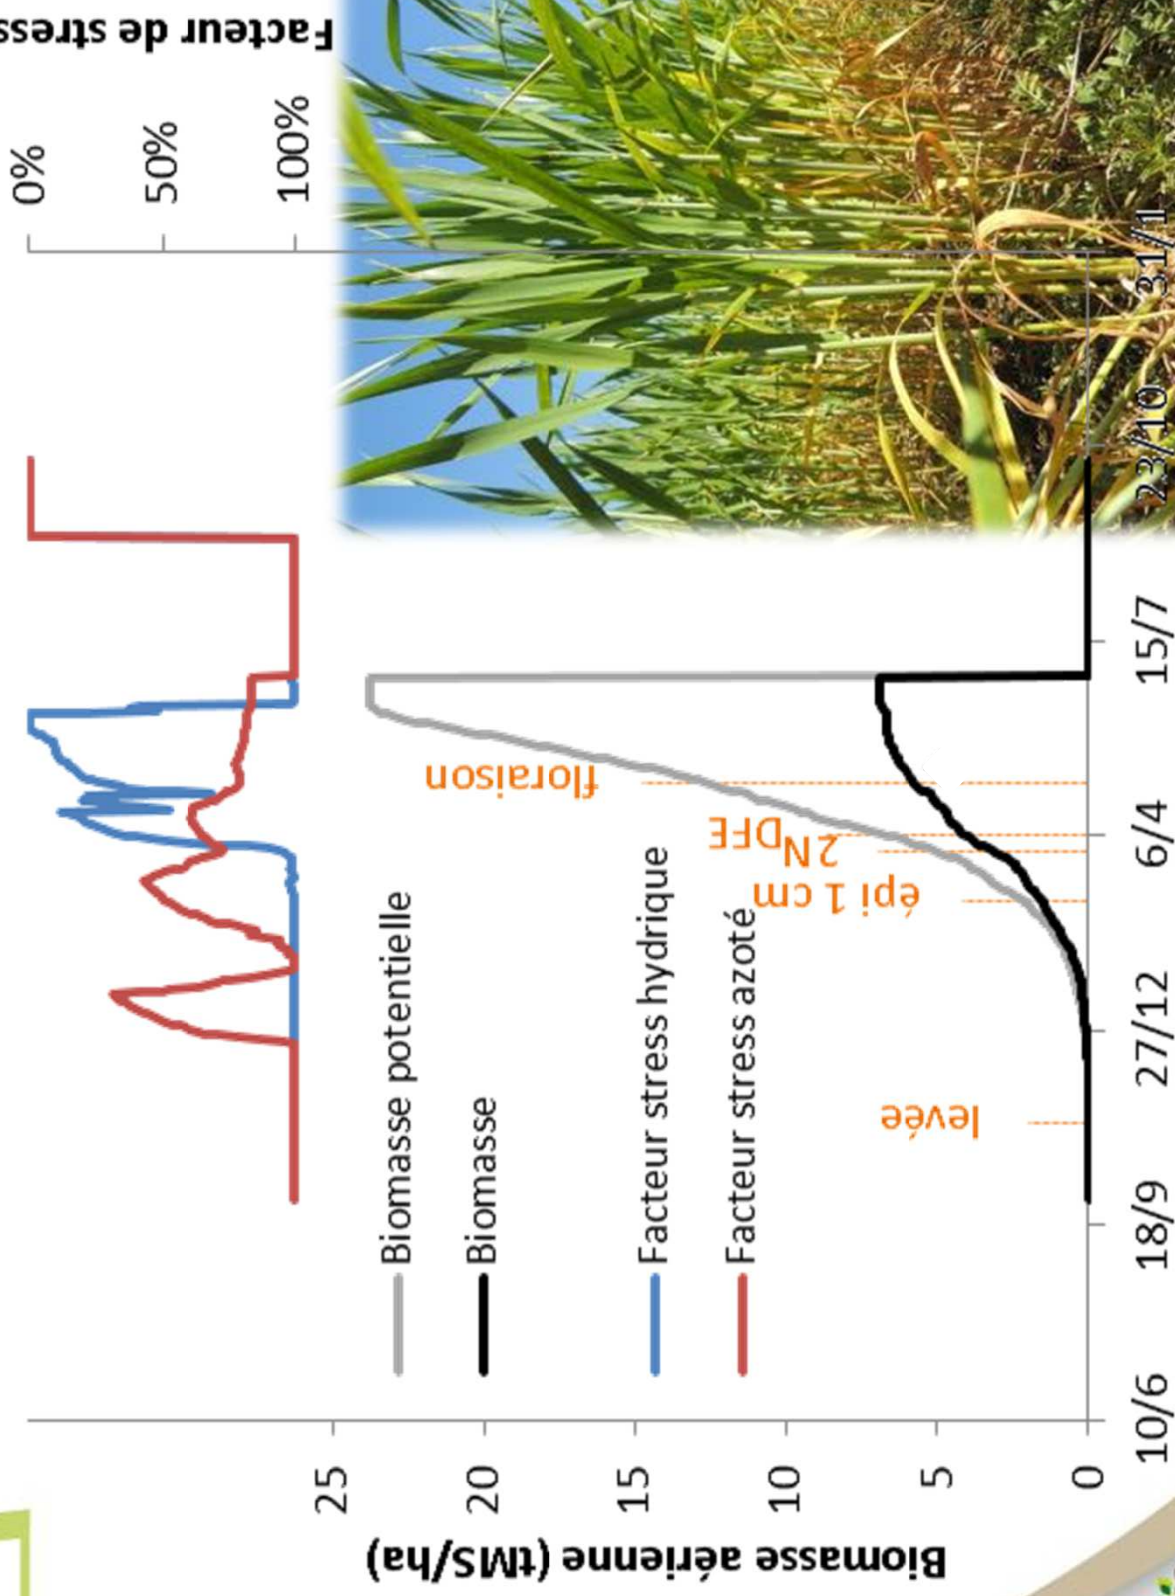 Facteur de stress
0%
50%
100%
Biomasse potentielle
Biomasse
Facteur stress hydrique
Facteur stress azoté
floraison
2N DFE
épi 1 cm
levée
Biomasse aérienne (tMS/ha)
25
20
15
10
5
0
10/6
18/9
27/12
6/4
15/7
23/10
31/1